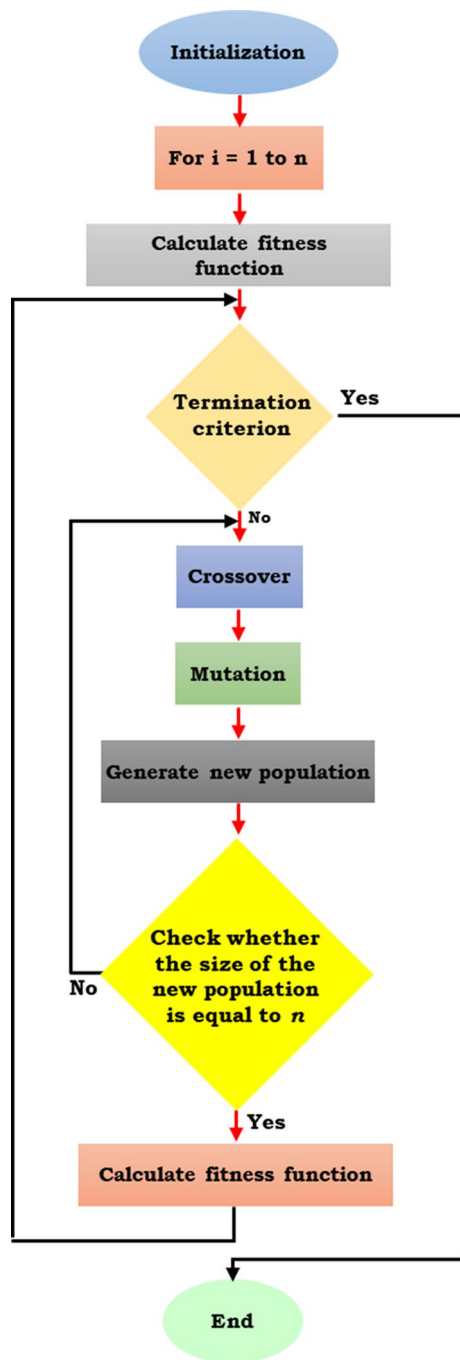 Initialization
For i = 1 to n
Calculate fitness
function
Termination
criterion
Yes
No
Crossover
Mutation
Generate new population
Check whether
the size of the
new population
is equal to n
No
Yes
Calculate fitness function
End